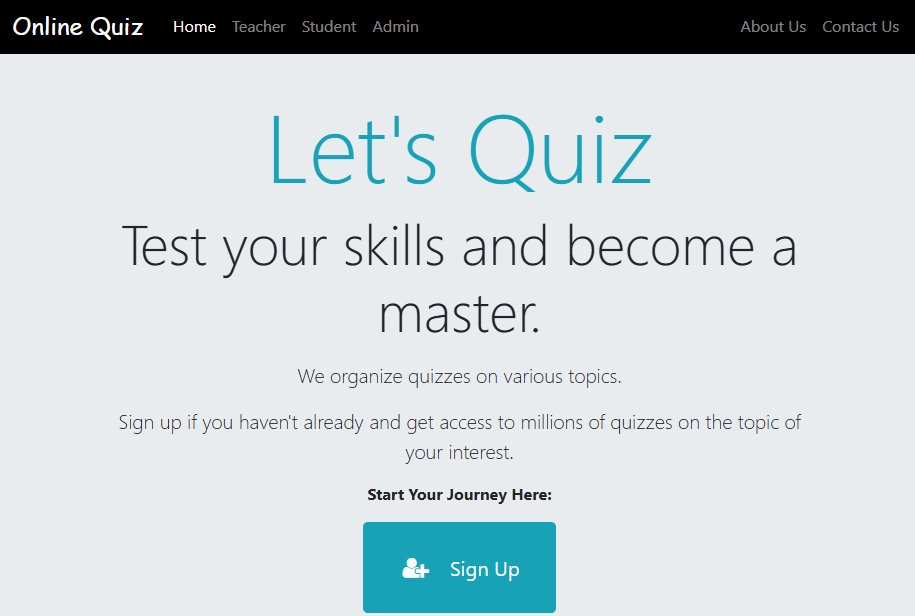 Online Quiz Home Teacher Student Admin About Us Contact Us
Let's Quiz
Test your skills and become a
master.
We organize quizzes on various topics.
Sign up if you haven't already and get access to millions of quizzes on the topic of
your interest.
Start Your Journey Here:
Sign Up